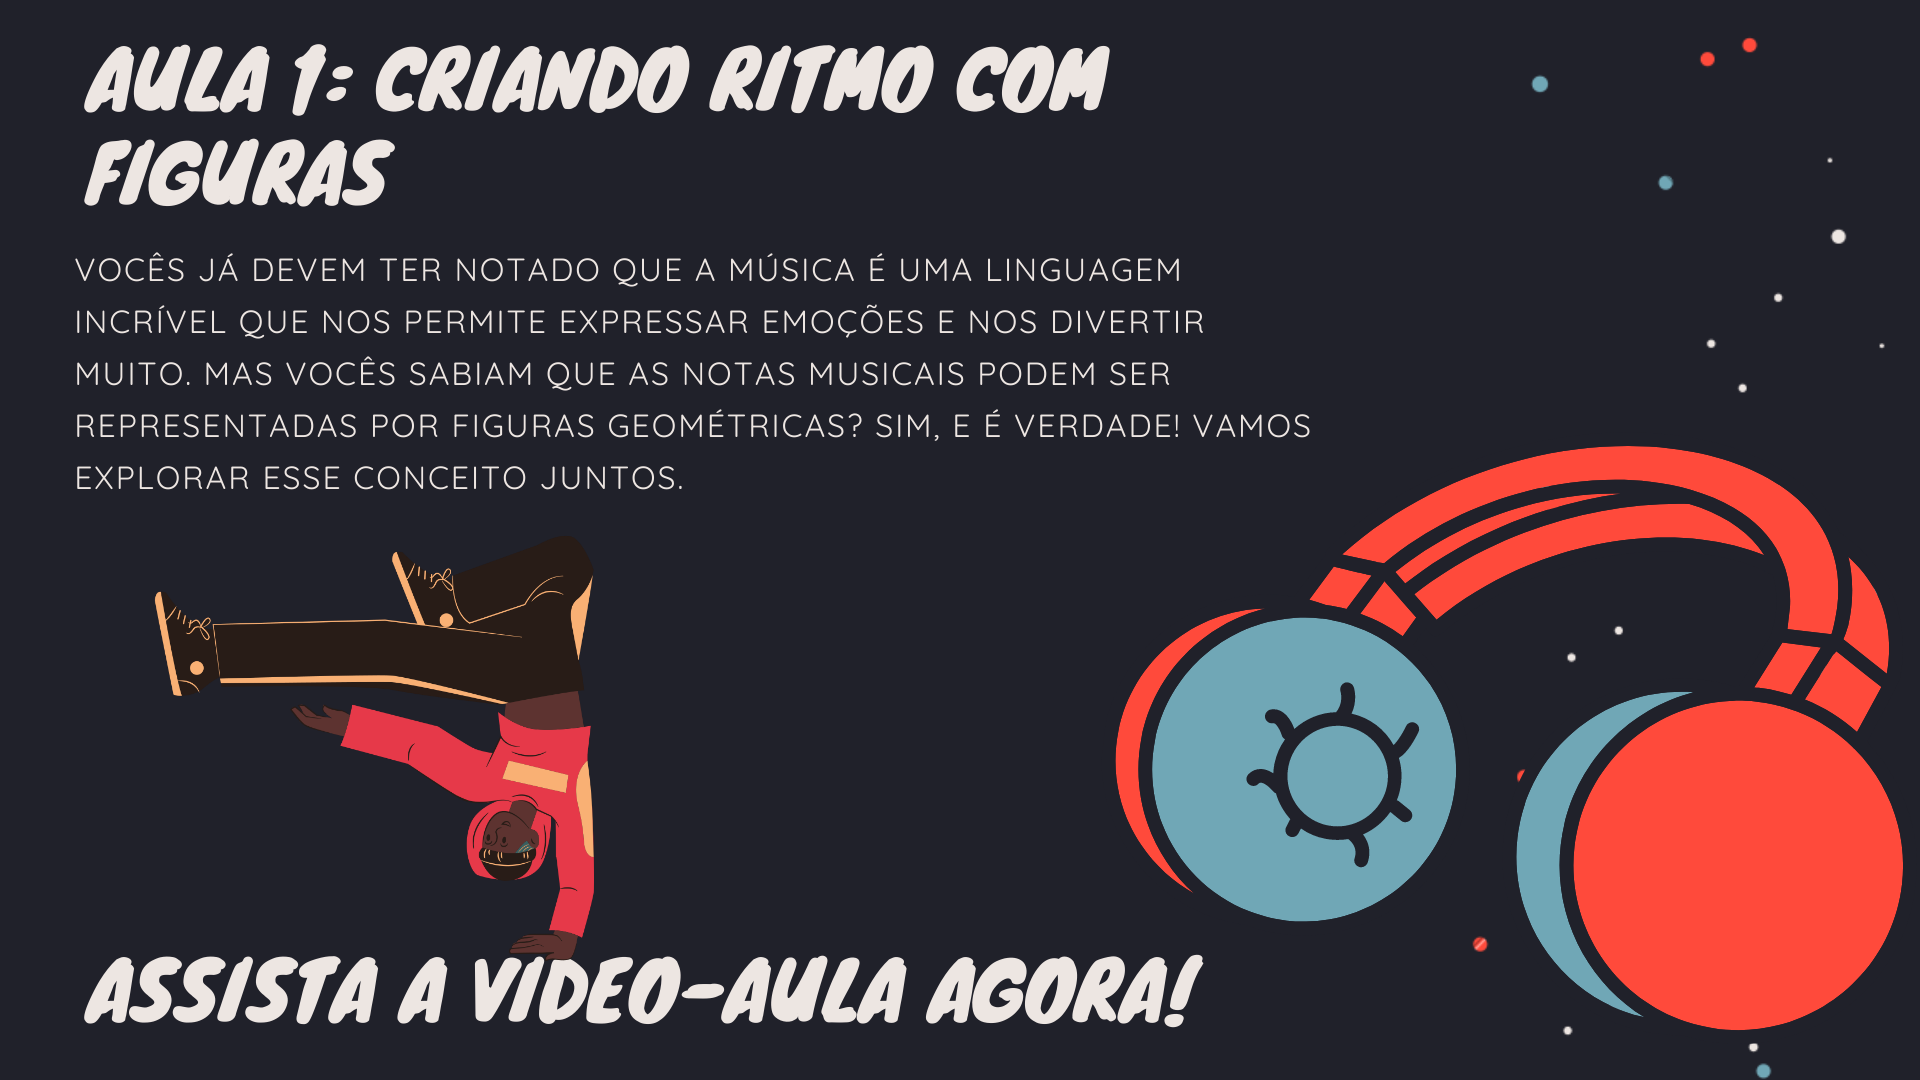 AULA 1: CRIANDO RITMO COM
FIGURAS
VOCÊS JÁ DEVEM TER NOTADO QUE A MÚSICA É UMA LINGUAGEM
INCRÍVEL QUE NOS PERMITE EXPRESSAR EMOÇÕES E NOS DIVERTIR
MUITO. MAS VOCÊS SABIAM QUE AS NOTAS MUSICAIS PODEM SER
REPRESENTADAS POR FIGURAS GEOMÉTRICAS? SIM, E É VERDADE! VAMOS
EXPLORAR ESSE CONCEITO JUNTOS.
ASSISTA A VIDEO-AULA AGORA!